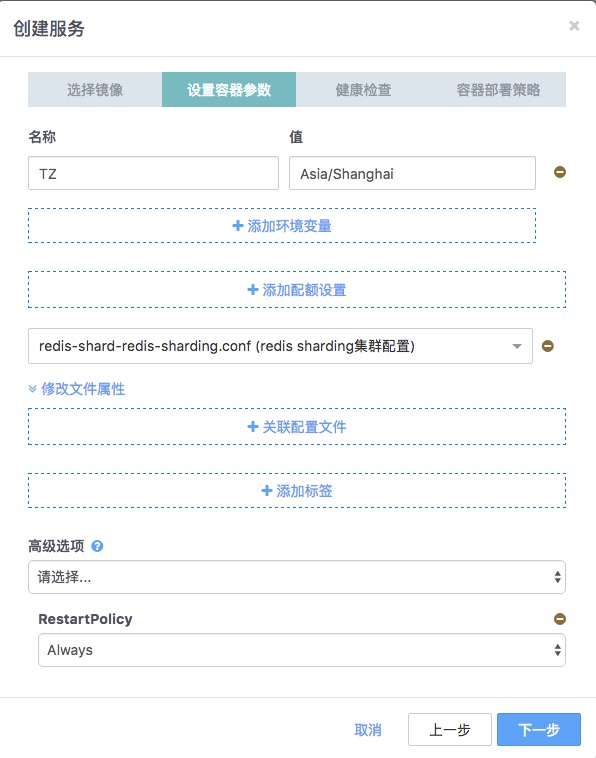 创建服务 ×
选择镜像 设置容器参数 健康检查 容器部署策略
名称 值
TZ Asia/Shanghai
+ 添加环境变量
+ 添加配额设置
redis-shard-redis-sharding.conf (redis sharding集群配置)
修改文件属性
+ 关联配置文件
+ 添加标签
高级选项 ?
请选择...
RestartPolicy
Always
取消 上一步 下一步